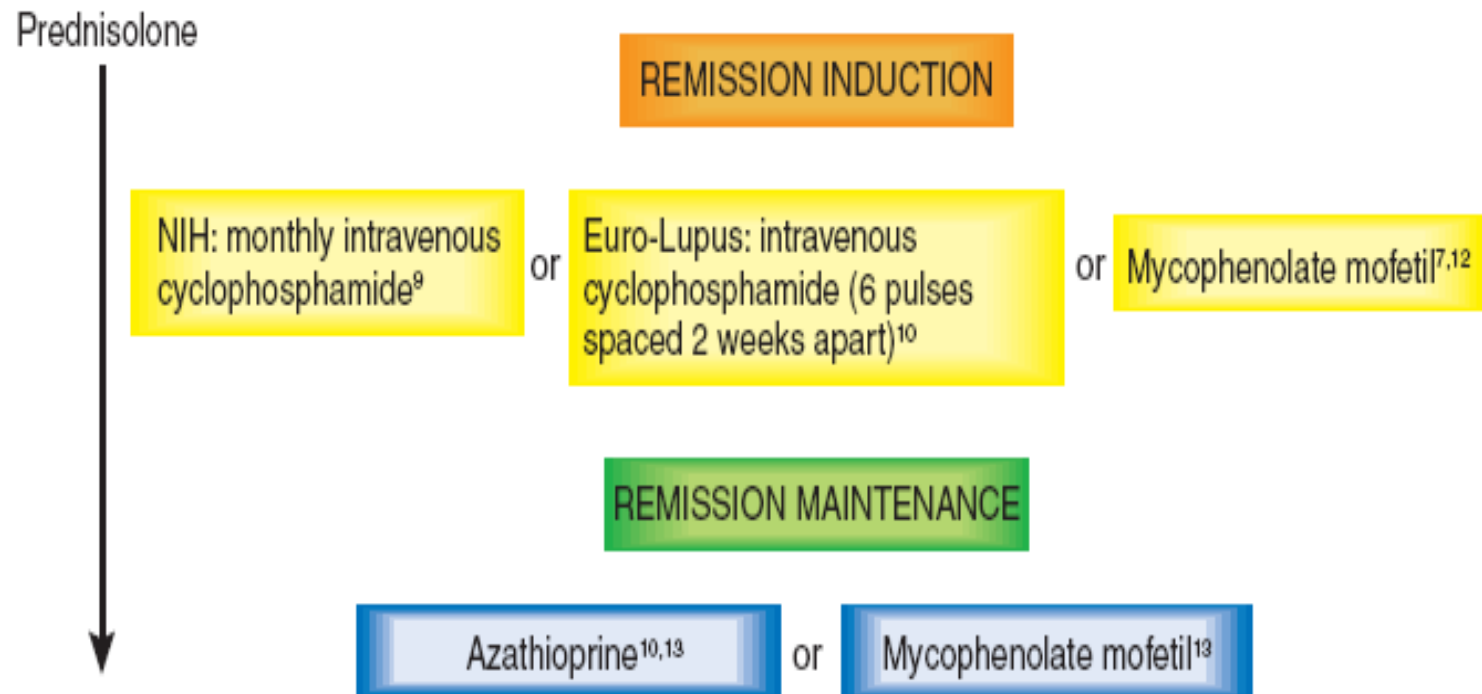 Prednisolone
REMISSION INDUCTION
NIH: monthly intravenous
cyclophosphamide⁹
or
Euro-Lupus: intravenous
cyclophosphamide (6 pulses
spaced 2 weeks apart)¹⁰
or
Mycophenolate mofetil⁷,¹²
REMISSION MAINTENANCE
Azathioprine¹⁰,¹³
or
Mycophenolate mofetil¹³